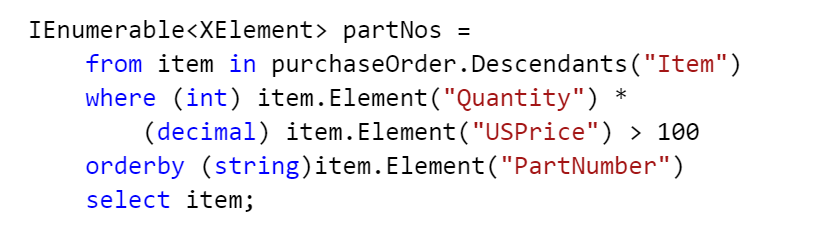 IEnumerable<XElement> partNos =
    from item in purchaseOrder.Descendants("Item")
    where (int) item.Element("Quantity") *
        (decimal) item.Element("USPrice") > 100
    orderby (string)item.Element("PartNumber")
    select item;